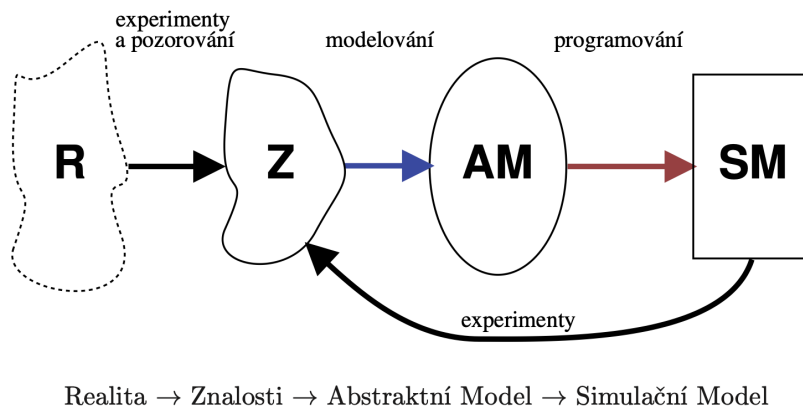 experimenty
a pozorování
modelování
programování
R
Z
AM
SM
experimenty
Realita → Znalosti → Abstraktní Model → Simulační Model